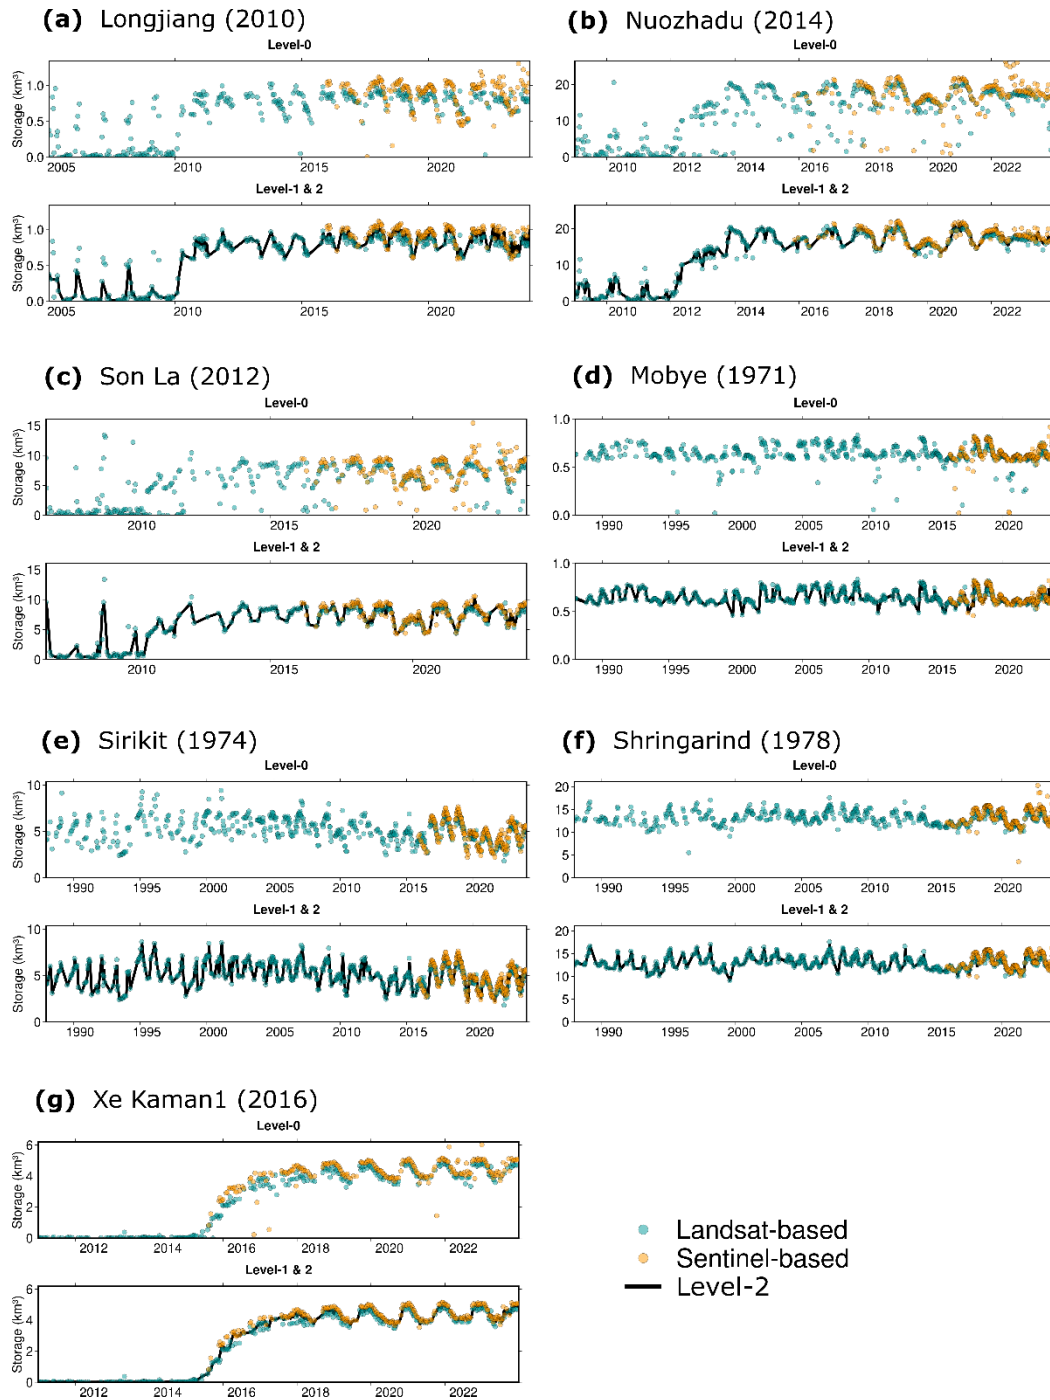 (a) Longjiang (2010)
Level-0
Storage (km³)
1.0
0.5
0.0
2005 2010 2015 2020
Level-1 & 2
Storage (km³)
1.0
0.5
0.0
2005 2010 2015 2020
(b) Nuozhadu (2014)
Level-0
20
10
0
2010 2012 2014 2016 2018 2020 2022
Level-1 & 2
20
10
0
2010 2012 2014 2016 2018 2020 2022
(c) Son La (2012)
Level-0
Storage (km³)
15
10
5
0
2010 2015 2020
Level-1 & 2
Storage (km³)
15
10
5
0
2010 2015 2020
(d) Mobye (1971)
Level-0
1.0
0.5
0.0
1990 1995 2000 2005 2010 2015 2020
Level-1 & 2
1.0
0.5
0.0
1990 1995 2000 2005 2010 2015 2020
(e) Sirikit (1974)
Level-0
Storage (km³)
10
5
0
1990 1995 2000 2005 2010 2015 2020
Level-1 & 2
Storage (km³)
10
5
0
1990 1995 2000 2005 2010 2015 2020
(f) Shringarind (1978)
Level-0
20
15
10
5
0
1990 1995 2000 2005 2010 2015 2020
Level-1 & 2
20
15
10
5
0
1990 1995 2000 2005 2010 2015 2020
(g) Xe Kaman1 (2016)
Level-0
Storage (km³)
6
4
2
0
2012 2014 2016 2018 2020 2022
Level-1 & 2
Storage (km³)
6
4
2
0
2012 2014 2016 2018 2020 2022
Landsat-based
Sentinel-based
Level-2